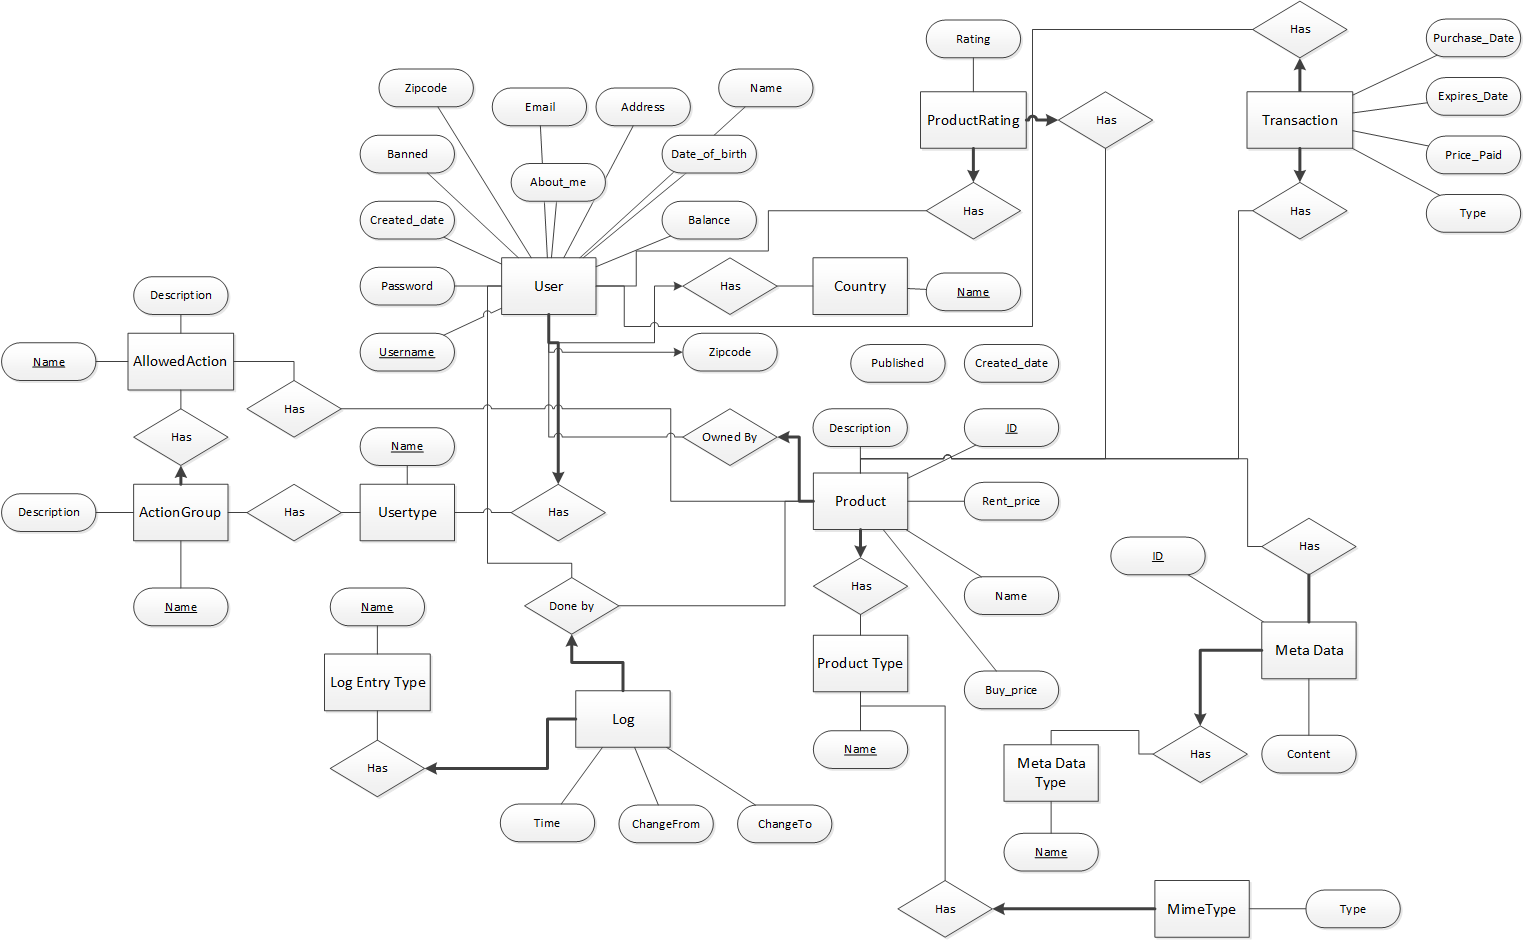 Has
Purchase_Date
Rating
Zipcode
Name
Email
Address
Expires_Date
ProductRating
Has
Transaction
Banned
Date_of_birth
Price_Paid
About_me
Created_date
Balance
Has
Has
Type
Password
User
Has
Country
Name
Description
Username
Zipcode
Published
Created_date
Name
AllowedAction
Has
Has
Owned By
Description
ID
Name
Description
ActionGroup
Has
Usertype
Has
Product
Rent_price
Has
ID
Has
Name
Name
Done by
Name
Name
Product Type
Meta Data
Log Entry Type
Buy_price
Log
Name
Has
Content
Has
Meta Data
Type
Time
ChangeFrom
ChangeTo
Name
Has
MimeType
Type